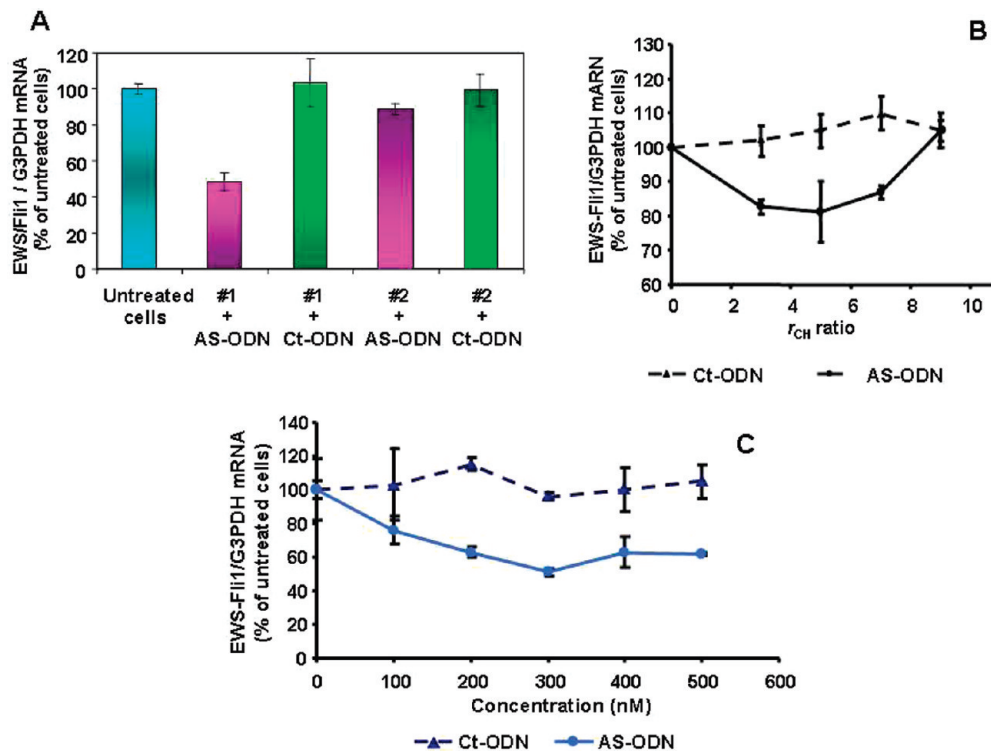 A
EWS/Fli1 / G3PDH mRNA
(% of untreated cells)
120
100
80
60
40
20
0
Untreated cells
#1 + AS-ODN
#1 + Ct-ODN
#2 + AS-ODN
#2 + Ct-ODN
B
EWS-Fli1/G3PDH mARN
(% of untreated cells)
130
120
110
100
90
80
70
60
0 2 4 6 8 10
rCH ratio
Ct-ODN AS-ODN
C
EWS-Fli1/G3PDH mRNA
(% of untreated cells)
140
120
100
80
60
40
20
0
0 100 200 300 400 500 600
Concentration (nM)
Ct-ODN AS-ODN